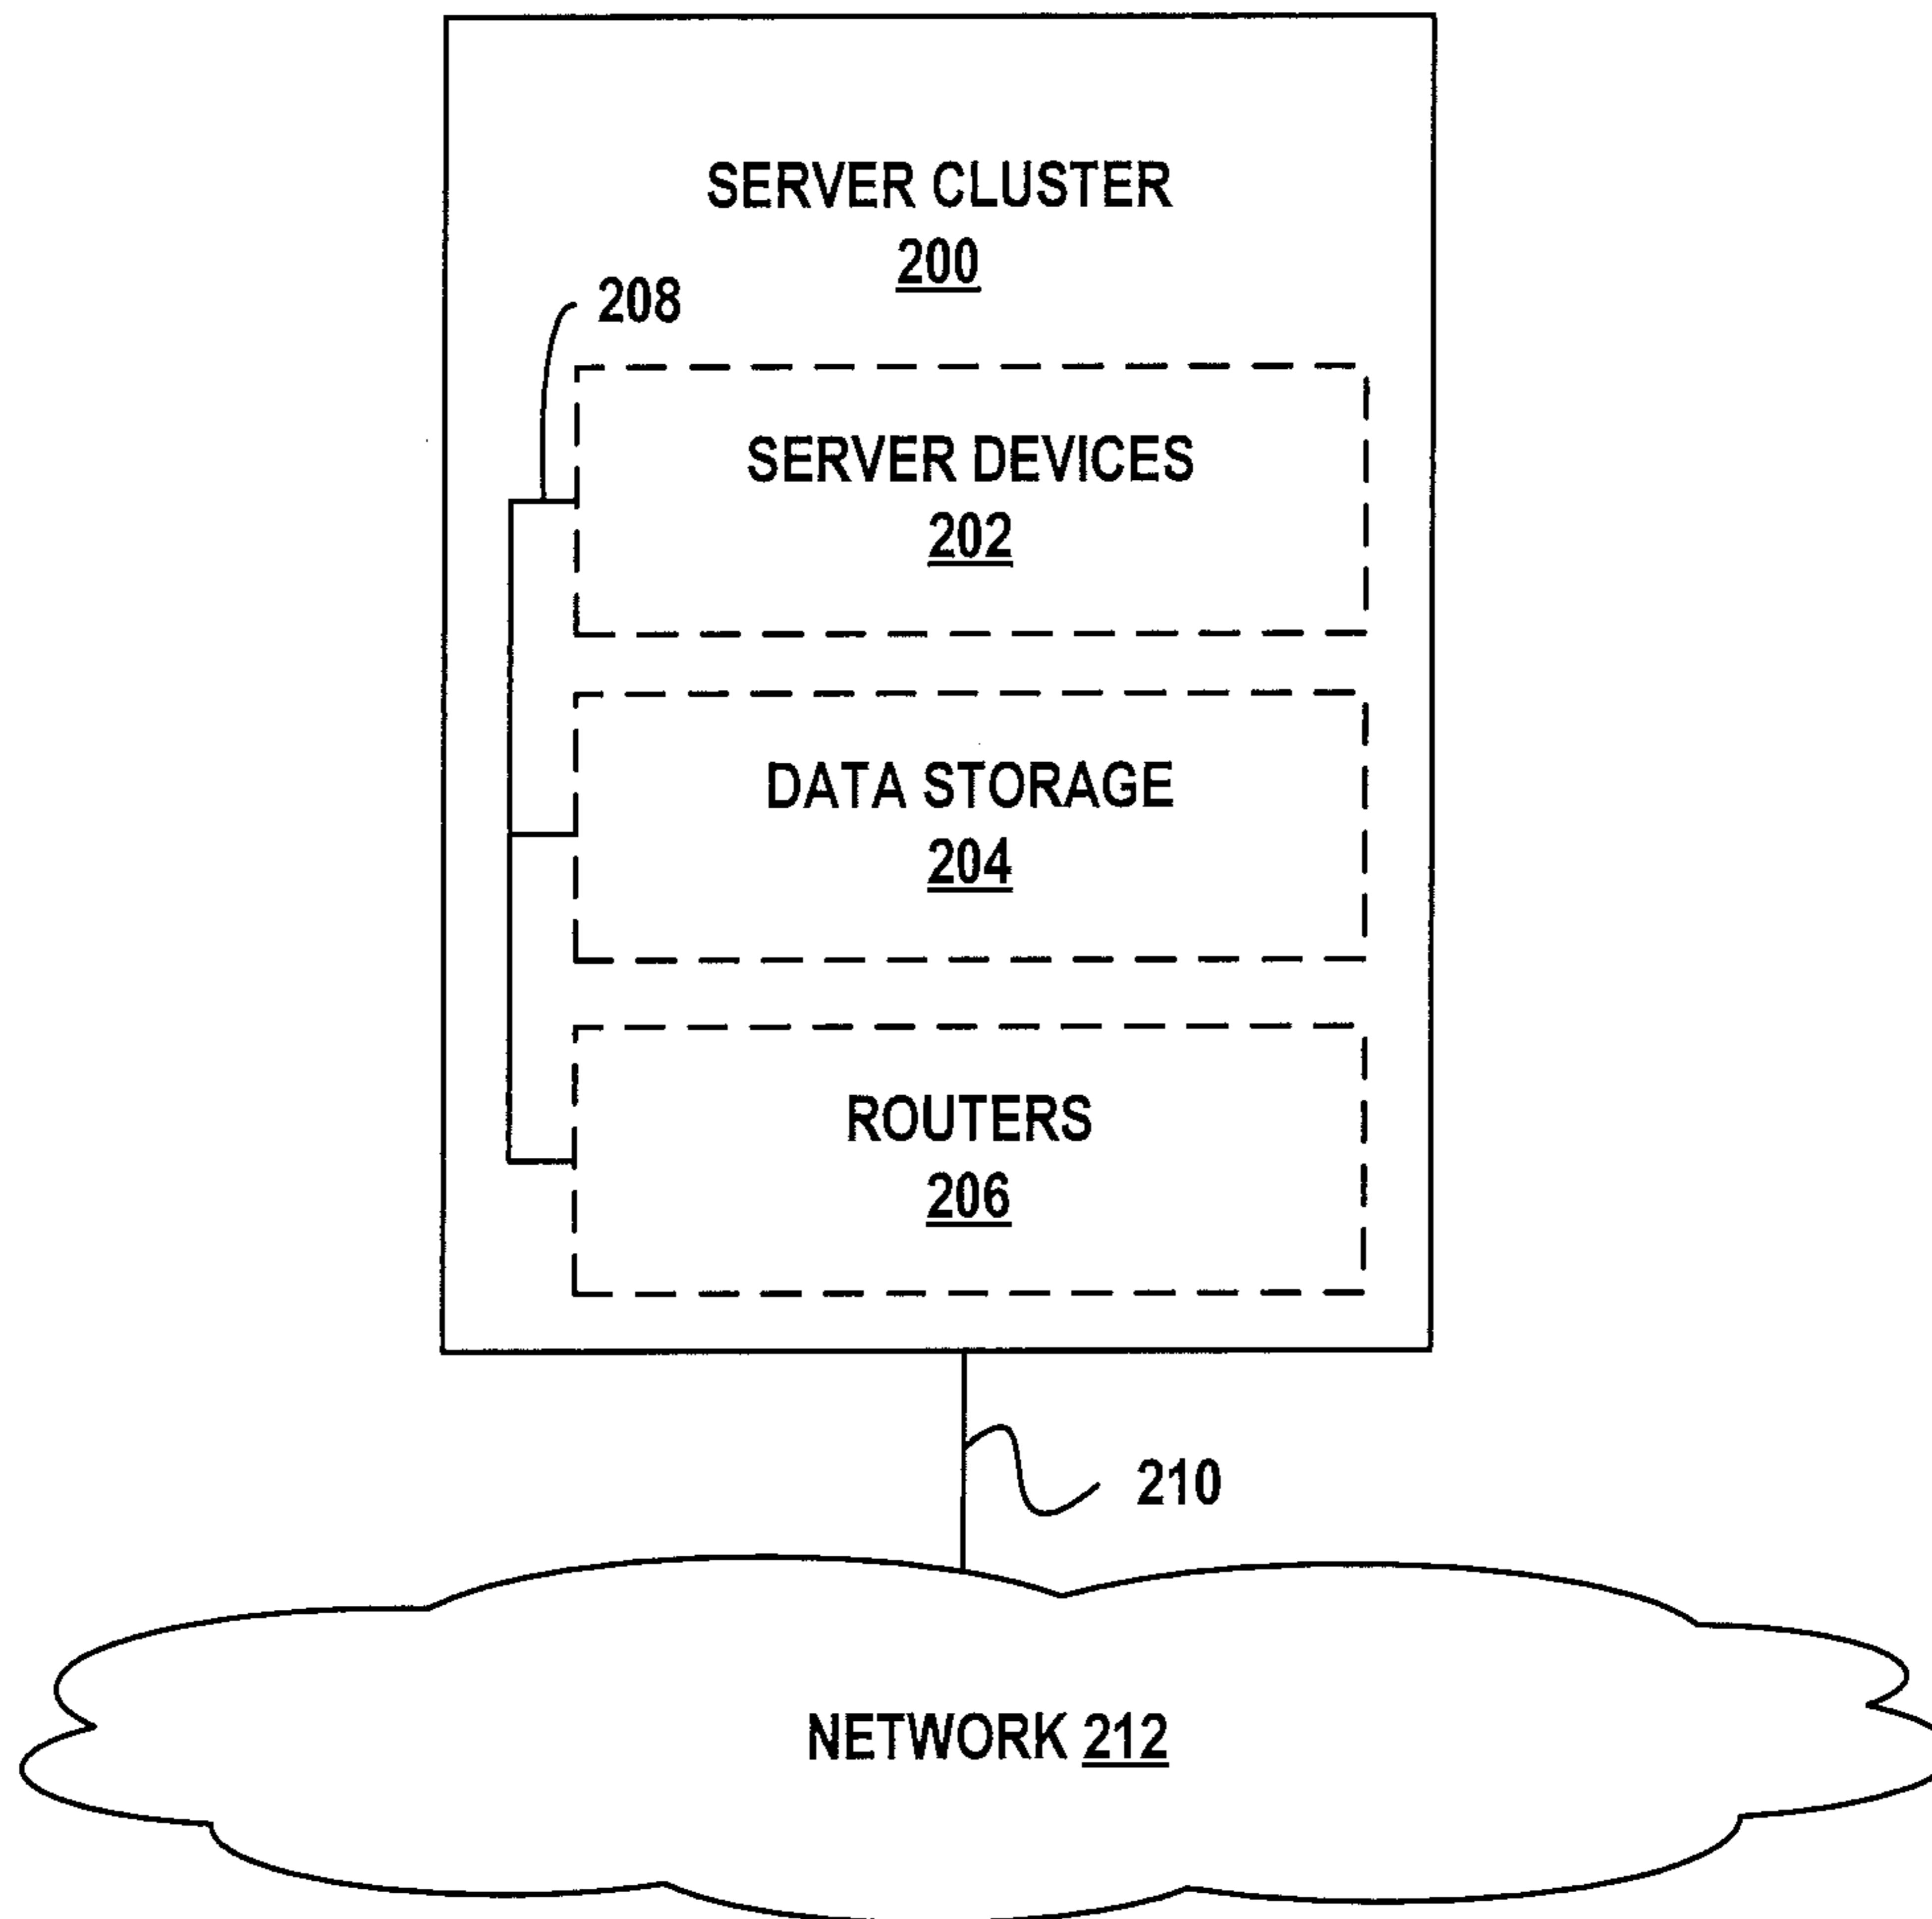 SERVER CLUSTER
200
208
SERVER DEVICES
202
DATA STORAGE
204
ROUTERS
206
210
NETWORK 212